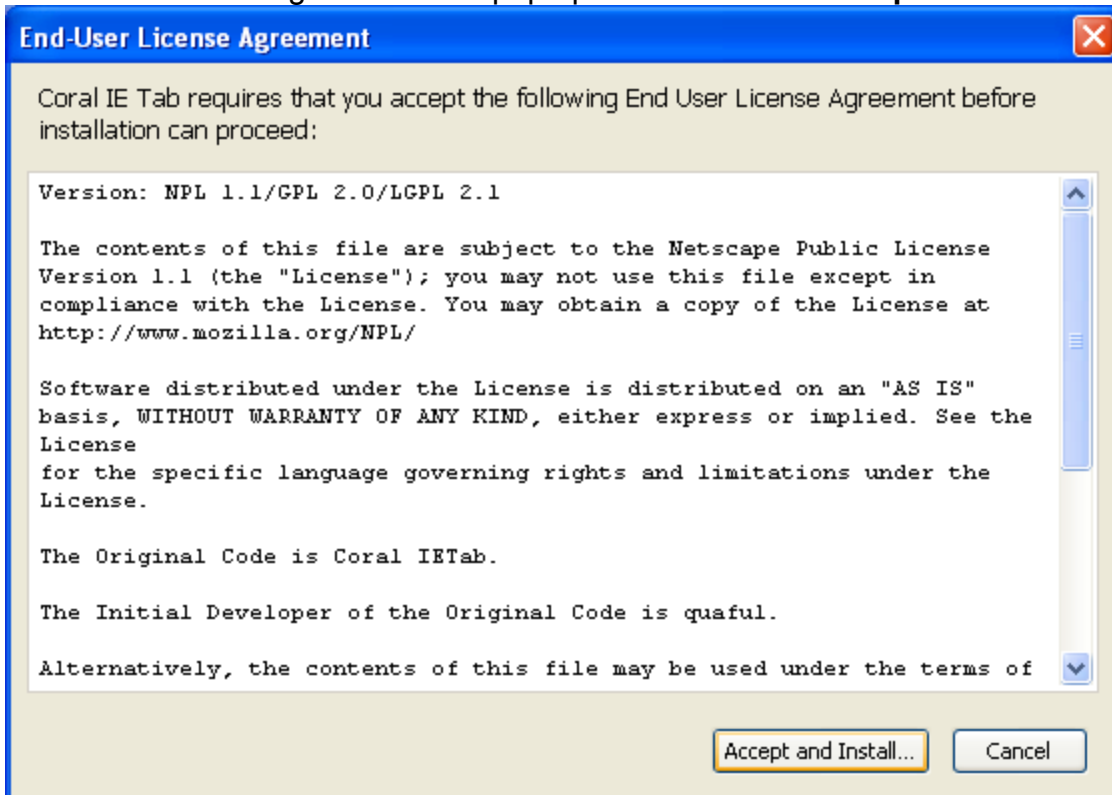 End-User License Agreement
Coral IE Tab requires that you accept the following End User License Agreement before
installation can proceed:
Version: NPL 1.1/GPL 2.0/LGPL 2.1
The contents of this file are subject to the Netscape Public License
Version 1.1 (the "License"); you may not use this file except in
compliance with the License. You may obtain a copy of the License at
http://www.mozilla.org/NPL/
Software distributed under the License is distributed on an "AS IS"
basis, WITHOUT WARRANTY OF ANY KIND, either express or implied. See the
License
for the specific language governing rights and limitations under the
License.
The Original Code is Coral IETab.
The Initial Developer of the Original Code is quaful.
Alternatively, the contents of this file may be used under the terms of
Accept and Install...
Cancel